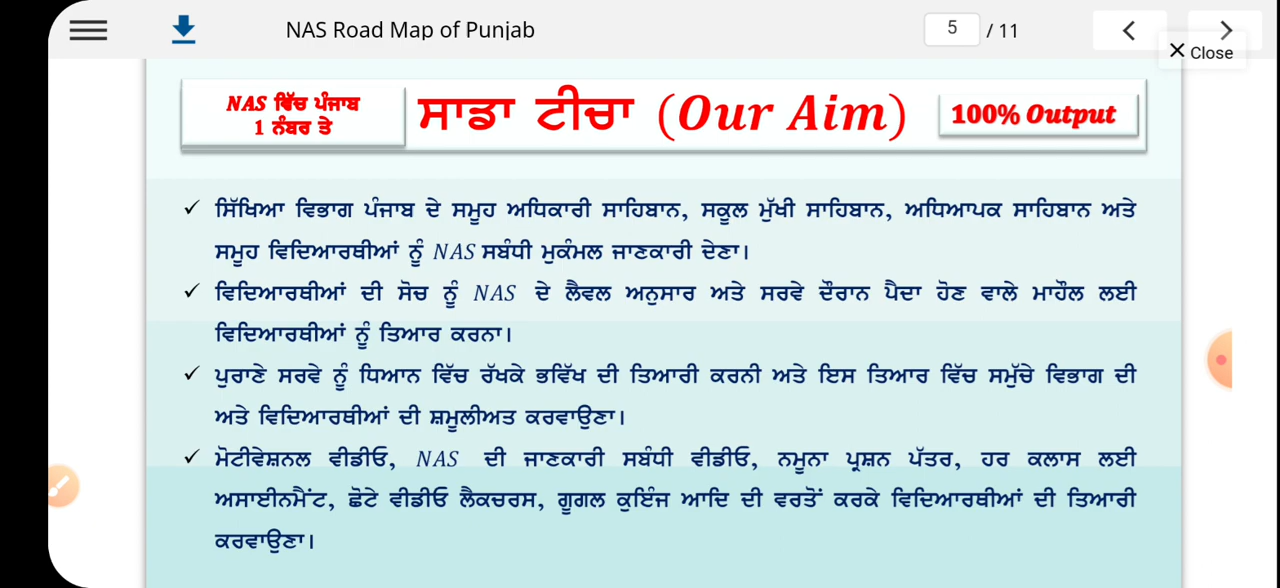 NAS Road Map of Punjab
5 / 11
Close
NAS ਵਿੱਚ ਪੰਜਾਬ
1 ਨੰਬਰ ਤੇ
ਸਾਡਾ ਟੀਚਾ (Our Aim)
100% Output
✓ ਸਿੱਖਿਆ ਵਿਭਾਗ ਪੰਜਾਬ ਦੇ ਸਮੂਹ ਅਧਿਕਾਰੀ ਸਾਹਿਬਾਨ, ਸਕੂਲ ਮੁੱਖੀ ਸਾਹਿਬਾਨ, ਅਧਿਆਪਕ ਸਾਹਿਬਾਨ ਅਤੇ
ਸਮੂਹ ਵਿਦਿਆਰਥੀਆਂ ਨੂੰ NAS ਸਬੰਧੀ ਮੁਕੰਮਲ ਜਾਣਕਾਰੀ ਦੇਣਾ।
✓ ਵਿਦਿਆਰਥੀਆਂ ਦੀ ਸੋਚ ਨੂੰ NAS ਦੇ ਲੈਵਲ ਅਨੁਸਾਰ ਅਤੇ ਸਰਵੇ ਦੌਰਾਨ ਪੈਦਾ ਹੋਣ ਵਾਲੇ ਮਾਹੌਲ ਲਈ
ਵਿਦਿਆਰਥੀਆਂ ਨੂੰ ਤਿਆਰ ਕਰਨਾ।
✓ ਪੁਰਾਣੇ ਸਰਵੇ ਨੂੰ ਧਿਆਨ ਵਿੱਚ ਰੱਖਕੇ ਭਵਿੱਖ ਦੀ ਤਿਆਰੀ ਕਰਨੀ ਅਤੇ ਇਸ ਤਿਆਰ ਵਿੱਚ ਸਮੁੱਚੇ ਵਿਭਾਗ ਦੀ
ਅਤੇ ਵਿਦਿਆਰਥੀਆਂ ਦੀ ਸ਼ਮੂਲੀਅਤ ਕਰਵਾਉਣਾ।
✓ ਮੋਟੀਵੇਸ਼ਨਲ ਵੀਡੀਓ, NAS ਦੀ ਜਾਣਕਾਰੀ ਸਬੰਧੀ ਵੀਡੀਓ, ਨਮੂਨਾ ਪ੍ਰਸ਼ਨ ਪੱਤਰ, ਹਰ ਕਲਾਸ ਲਈ
ਅਸਾਈਨਮੈਂਟ, ਛੋਟੇ ਵੀਡੀਓ ਲੈਕਚਰਸ, ਗੂਗਲ ਕੁਇੰਜ ਆਦਿ ਦੀ ਵਰਤੋਂ ਕਰਕੇ ਵਿਦਿਆਰਥੀਆਂ ਦੀ ਤਿਆਰੀ
ਕਰਵਾਉਣਾ।